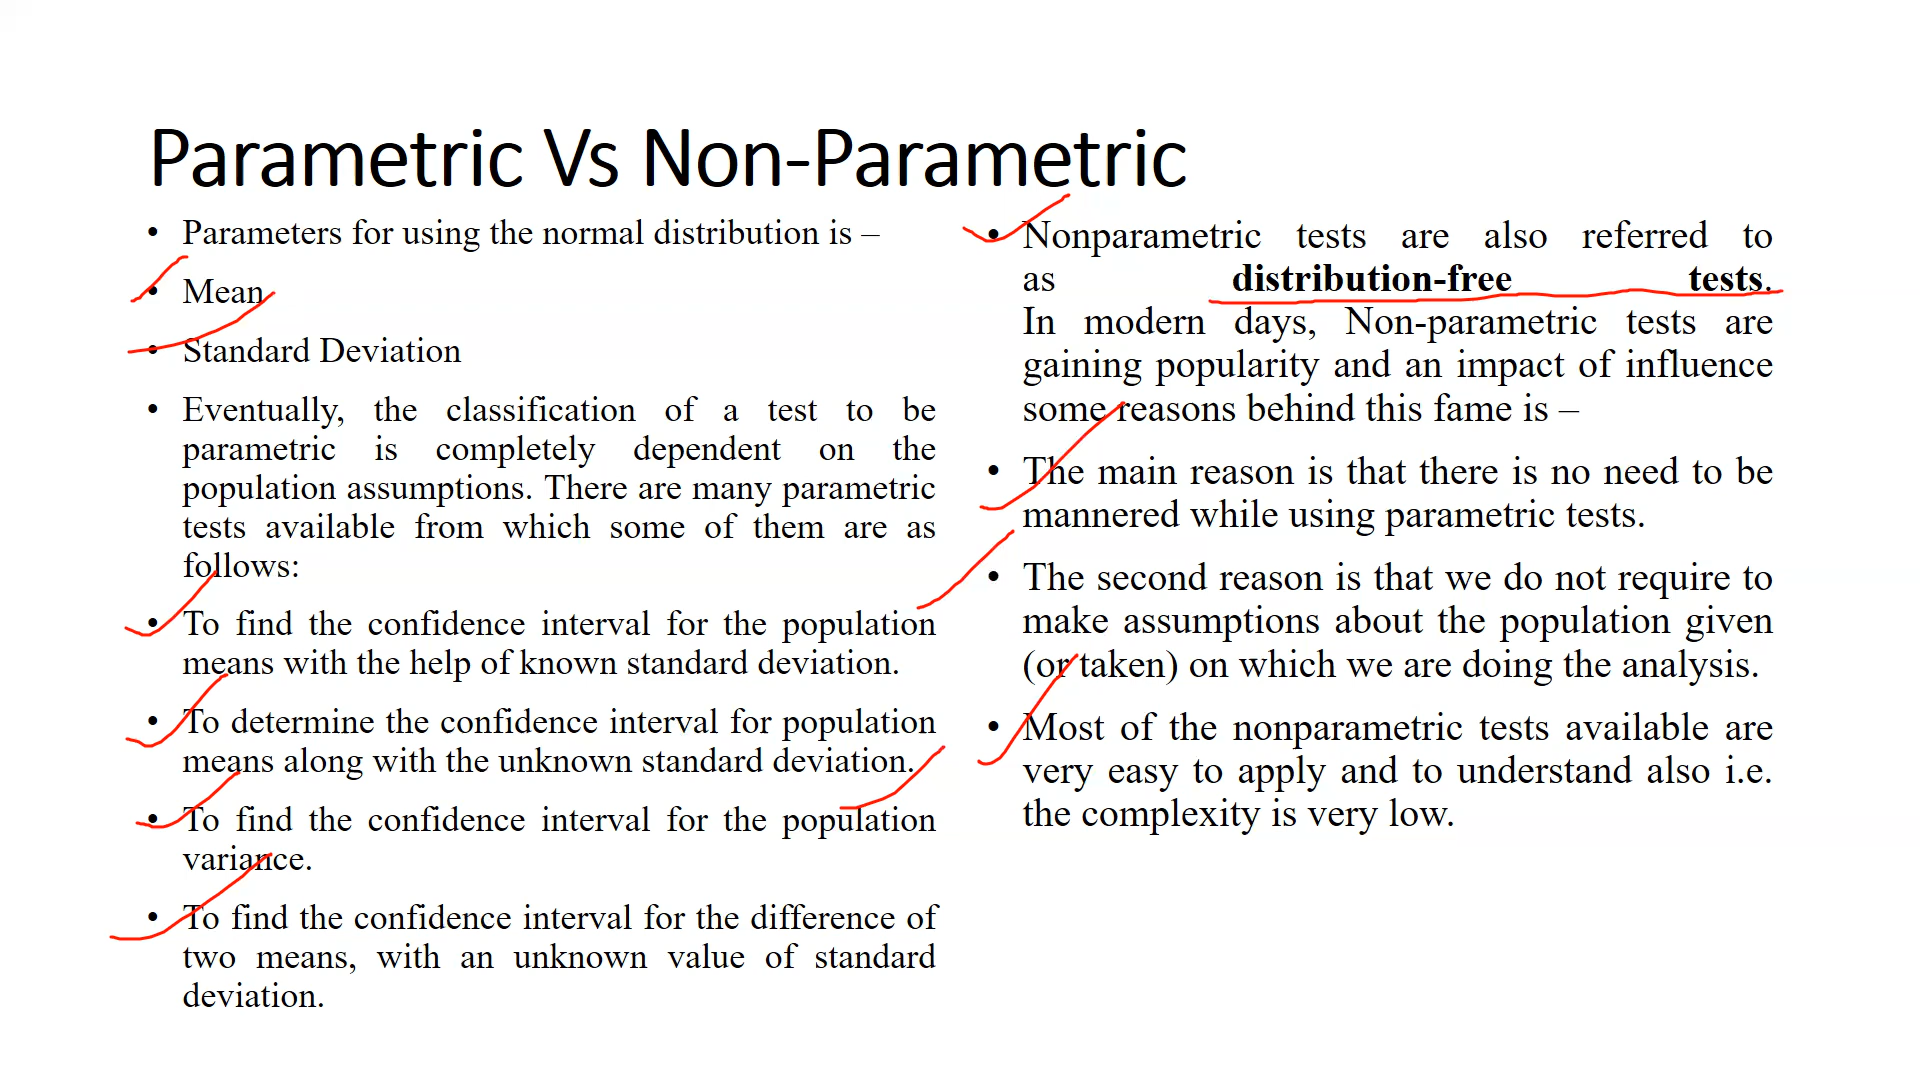 Parametric Vs Non-Parametric
• Parameters for using the normal distribution is –
• Mean
• Standard Deviation
• Eventually, the classification of a test to be
parametric is completely dependent on the
population assumptions. There are many parametric
tests available from which some of them are as
follows:
• To find the confidence interval for the population
means with the help of known standard deviation.
• To determine the confidence interval for population
means along with the unknown standard deviation.
• To find the confidence interval for the population
variance.
• To find the confidence interval for the difference of
two means, with an unknown value of standard
deviation.
• Nonparametric tests are also referred to
as distribution-free tests.
In modern days, Non-parametric tests are
gaining popularity and an impact of influence
some reasons behind this fame is –
• The main reason is that there is no need to be
mannered while using parametric tests.
• The second reason is that we do not require to
make assumptions about the population given
(or taken) on which we are doing the analysis.
• Most of the nonparametric tests available are
very easy to apply and to understand also i.e.
the complexity is very low.